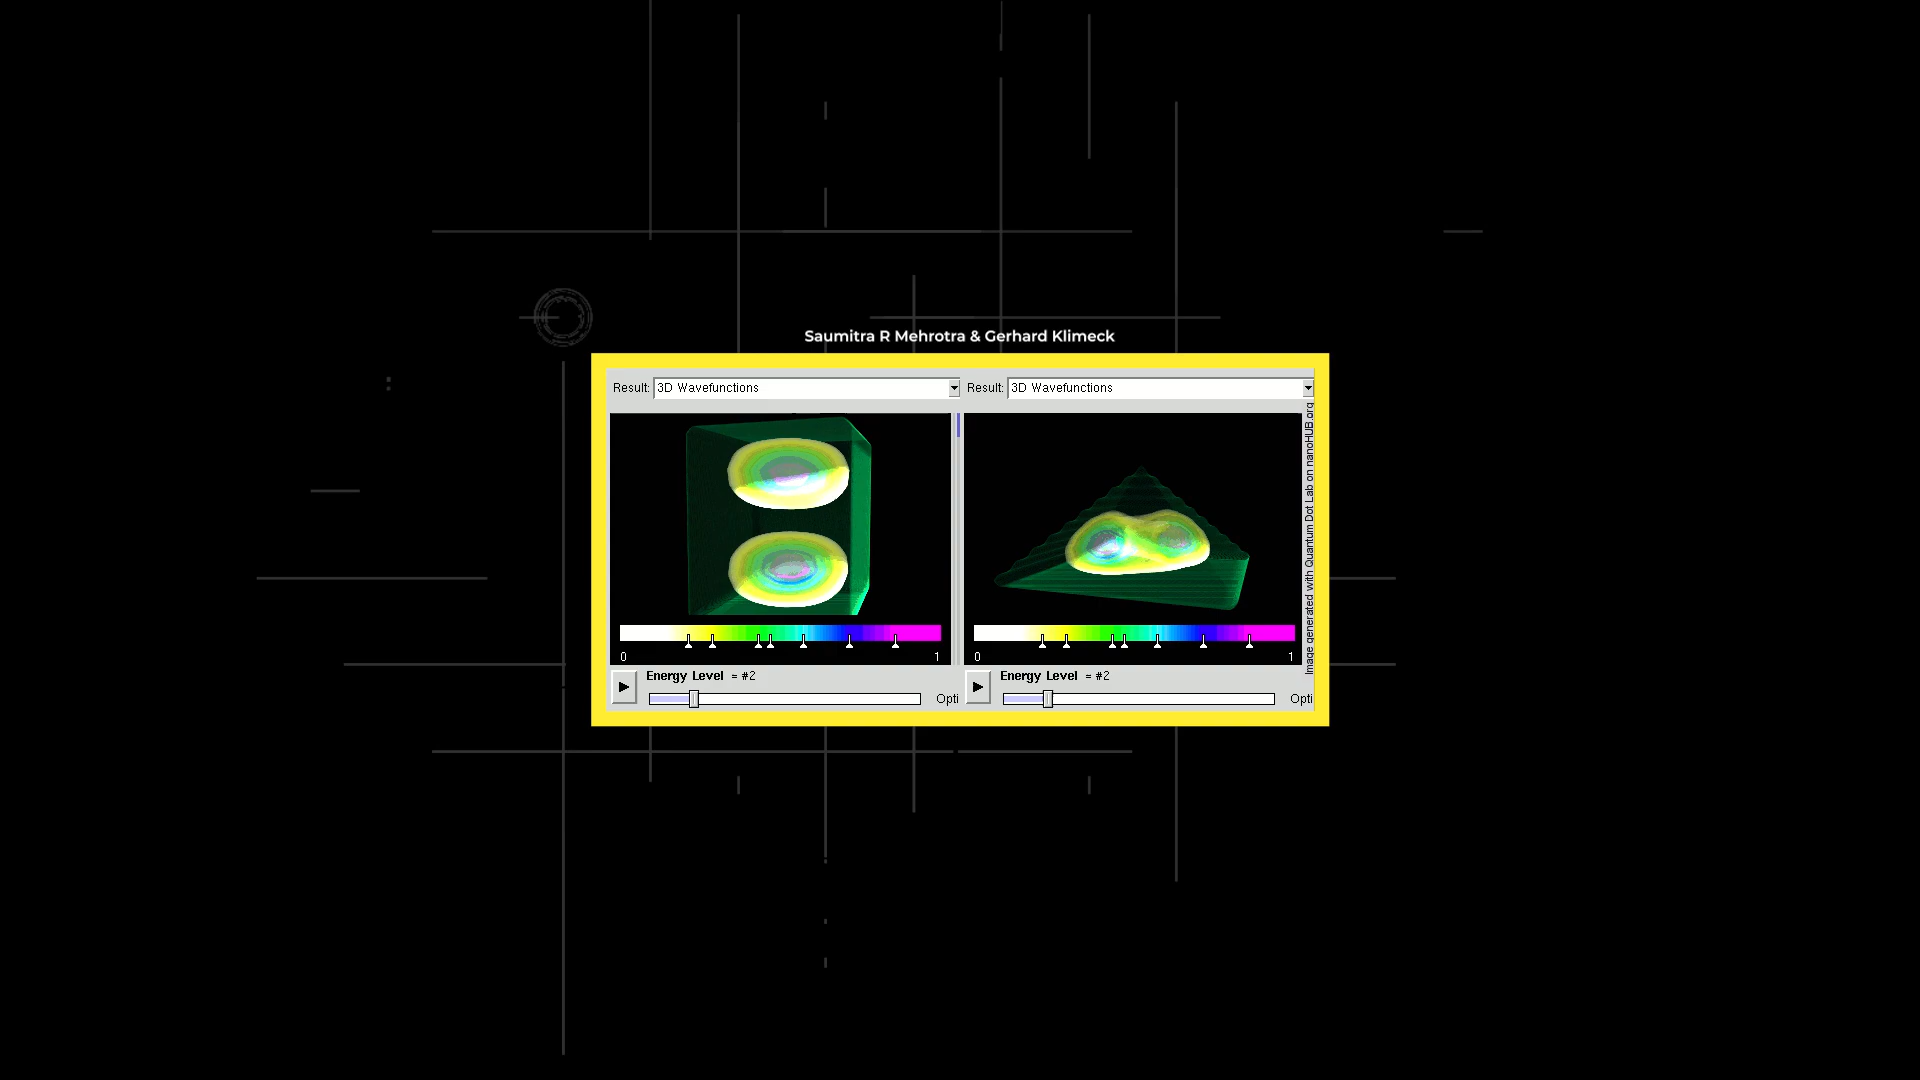 Saumitra R Mehrotra & Gerhard Klimeck
Result: 3D Wavefunctions
0 1
Energy Level = #2
Opti
Result: 3D Wavefunctions
0 1
Energy Level = #2
Opti
Image generated with Quantum Dot Lab on nanoHUB.org